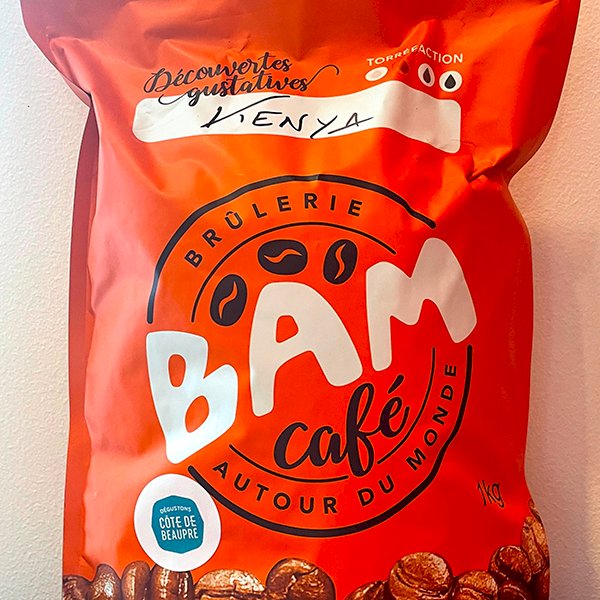 Découvertes
gustatives
TORRÉFACTION
KENYA
BRÛLERIE
BAM
café
AUTOUR DU MONDE
1kg
DÉGUSTONS
CÔTE DE
BEAUPRÉ